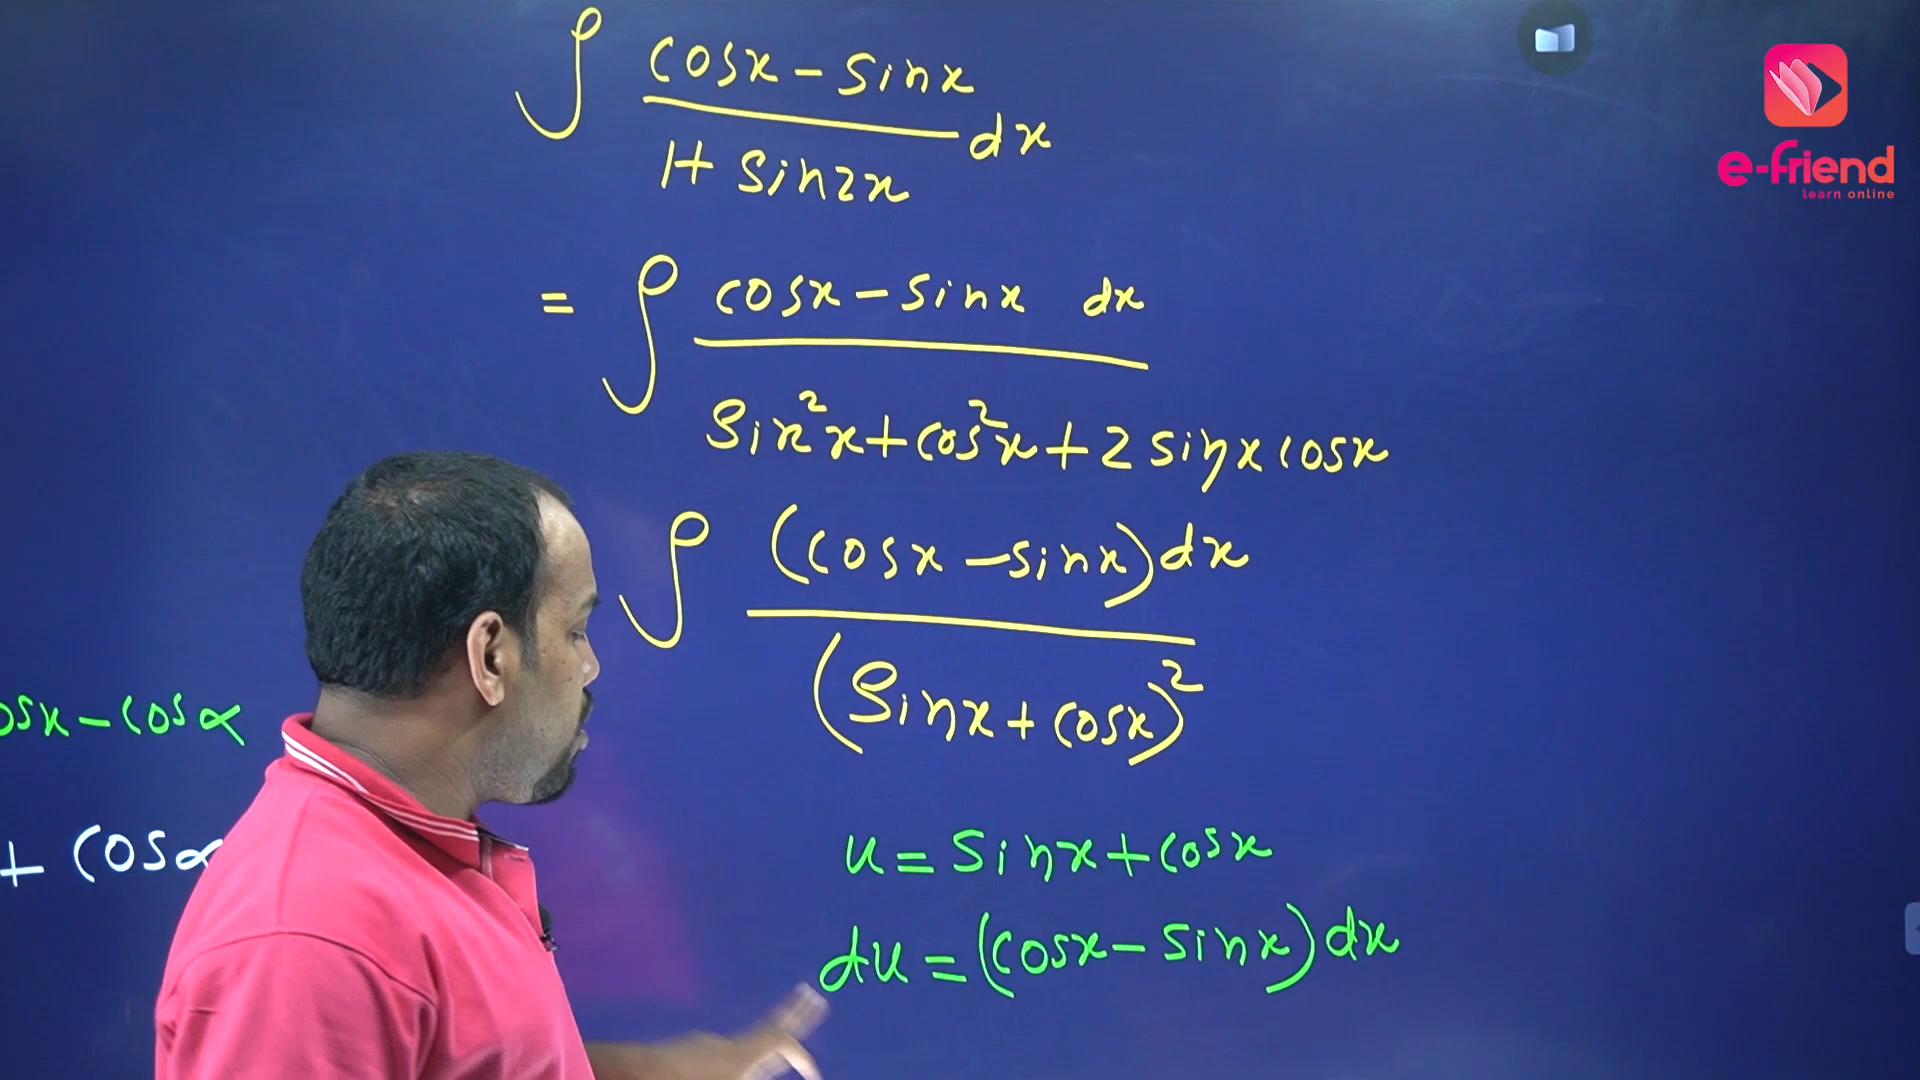 ∫ cosx - sinx / 1 + sin2x dx
= ∫ cosx - sinx dx / sin²x + cos²x + 2 sinx cosx
∫ (cosx - sinx) dx / (sinx + cosx)²
u = sinx + cosx
du = (cosx - sinx) dx
osx - cosα
+ cosα
e-friend
learn online